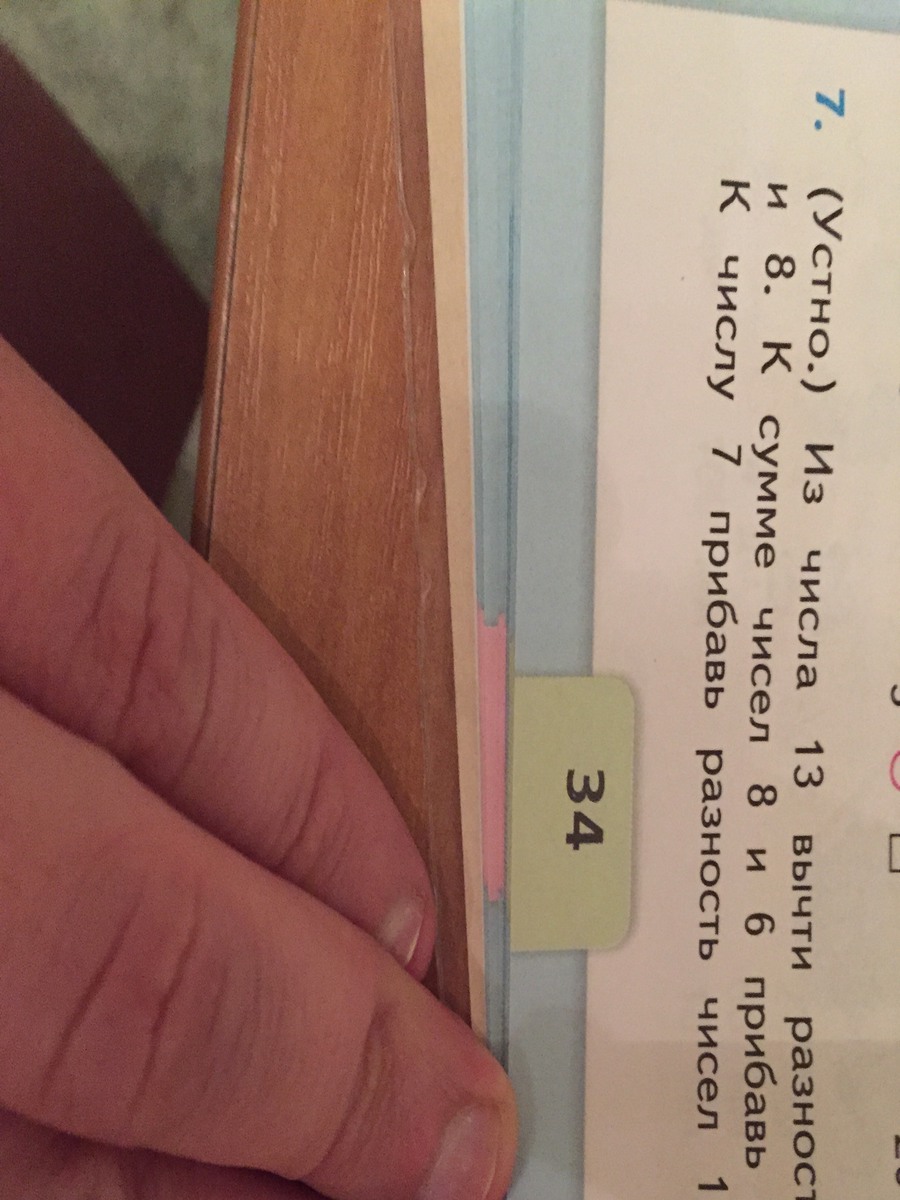 7. (Устно.) Из числа 13 вычти разност
и 8. К сумме чисел 8 и 6 прибавь
К числу 7 прибавь разность чисел 1
34